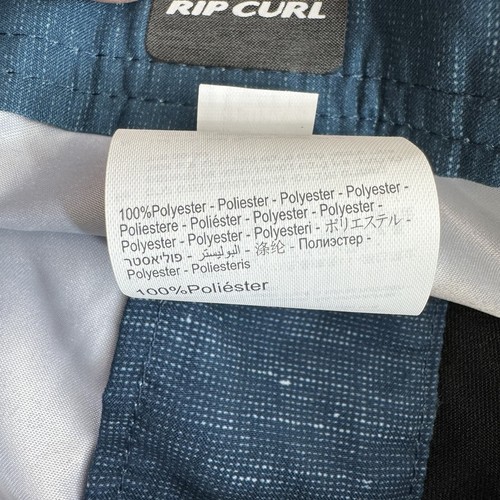 RIP CURL
100%Polyester - Poliester - Polyester - Polyester -
Poliestere - Poliéster - Polyester - Polyester -
Polyester - Polyester - Polyesteri - ポリエステル -
פוליאסטר - البوليستر - 涤纶 - Полиэстер -
Polyester - Poliesteris
100%Poliéster